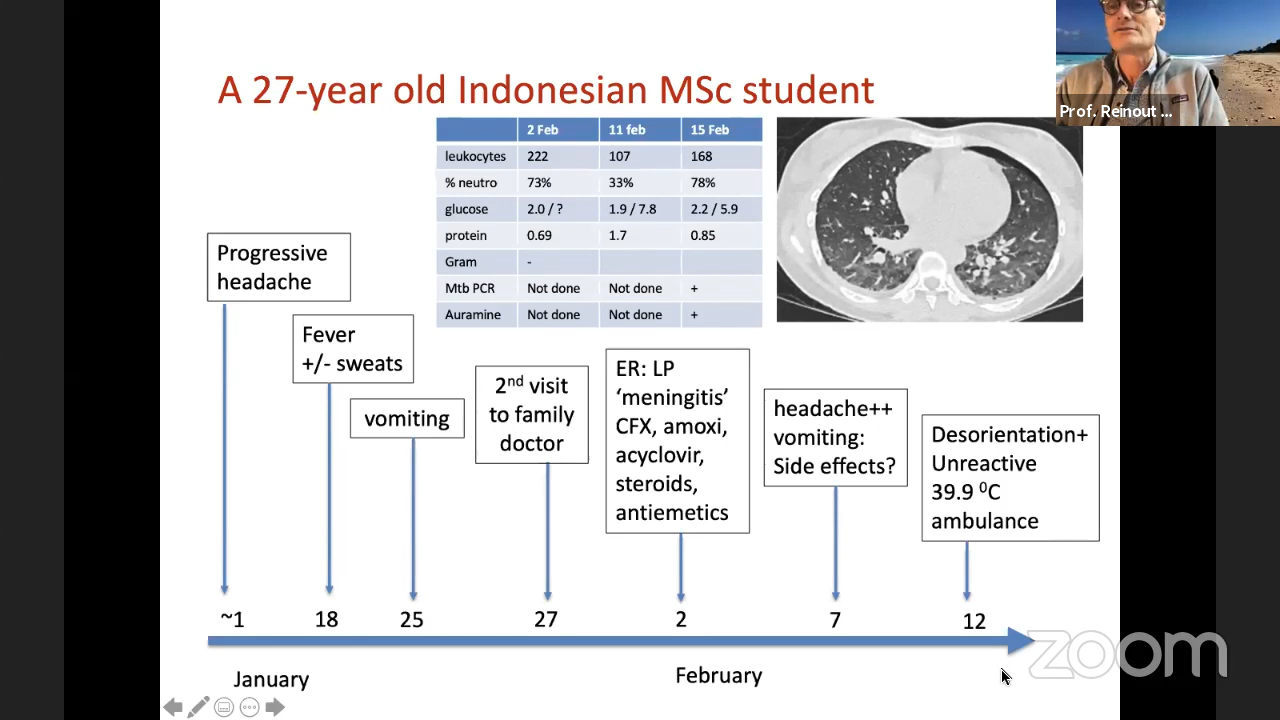 A 27-year old Indonesian MSc student
Prof. Reinout ...
2 Feb 11 feb 15 Feb
leukocytes 222 107 168
% neutro 73% 33% 78%
glucose 2.0 / ? 1.9 / 7.8 2.2 / 5.9
protein 0.69 1.7 0.85
Gram -
Mtb PCR Not done Not done +
Auramine Not done Not done +
Progressive
headache
Fever
+/- sweats
vomiting
2nd visit
to family
doctor
ER: LP
‘meningitis’
CFX, amoxi,
acyclovir,
steroids,
antiemetics
headache++
vomiting:
Side effects?
Desorientation+
Unreactive
39.9 ⁰C
ambulance
~1 18 25 27 2 7 12
January February
zoom